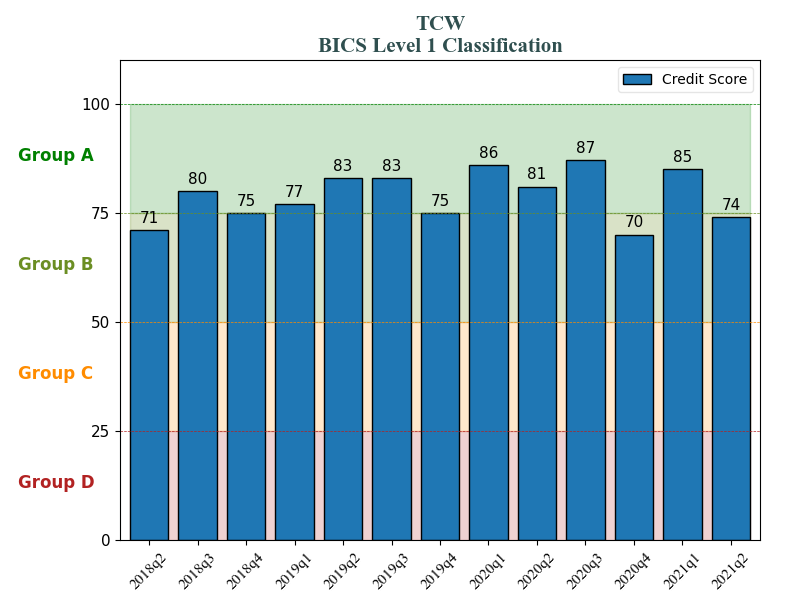 TCW
BICS Level 1 Classification
Credit Score
100
75
50
25
0
Group A
Group B
Group C
Group D
71
80
75
77
83
83
75
86
81
87
70
85
74
2018q2
2018q3
2018q4
2019q1
2019q2
2019q3
2019q4
2020q1
2020q2
2020q3
2020q4
2021q1
2021q2